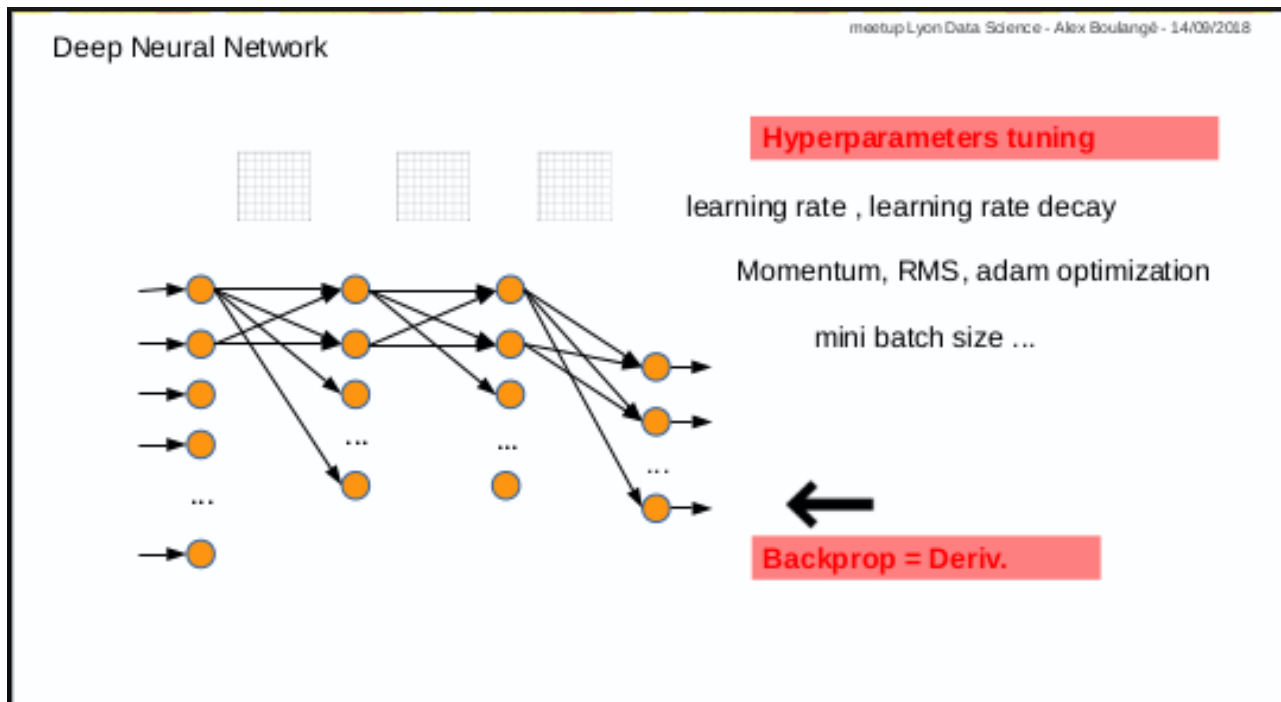 meetup Lyon Data Science - Alex Boulangé - 14/09/2018
Deep Neural Network
Hyperparameters tuning
learning rate , learning rate decay
Momentum, RMS, adam optimization
mini batch size ...
...
...
...
...
Backprop = Deriv.